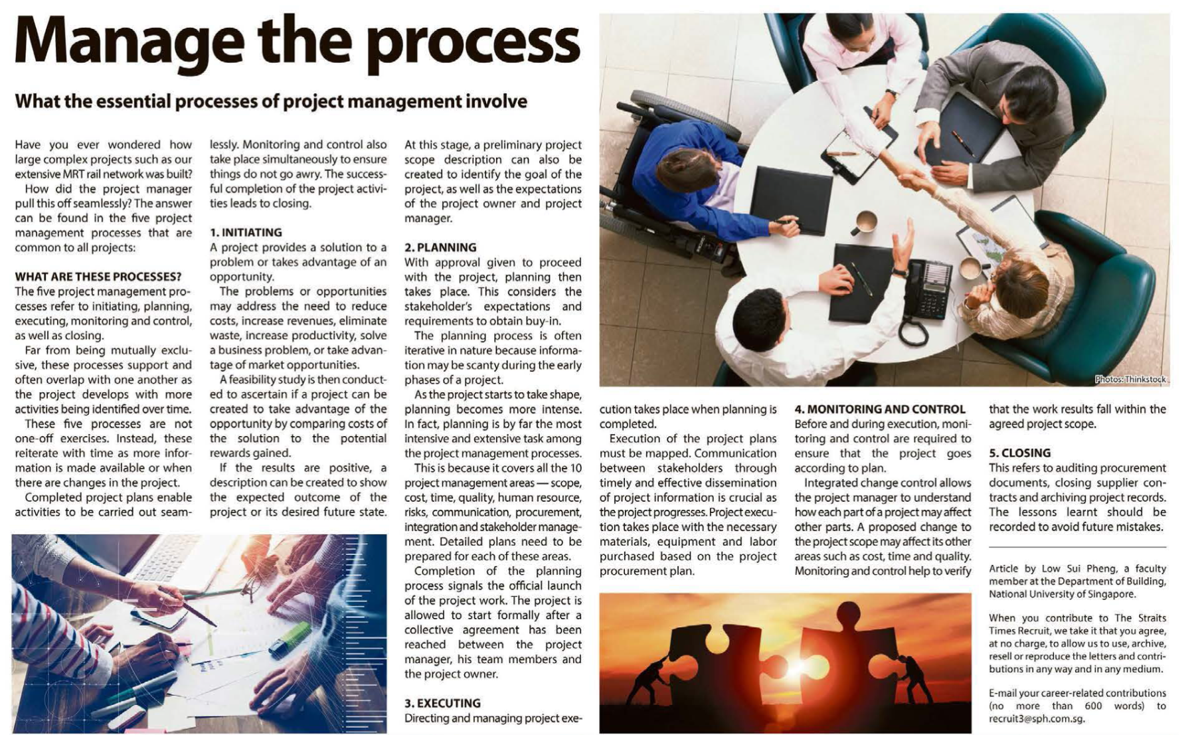 Manage the process
What the essential processes of project management involve
Have you ever wondered how
large complex projects such as our
extensive MRT rail network was built?
How did the project manager
pull this off seamlessly? The answer
can be found in the five project
management processes that are
common to all projects:
WHAT ARE THESE PROCESSES?
The five project management pro-
cesses refer to initiating, planning,
executing, monitoring and control,
as well as closing.
Far from being mutually exclu-
sive, these processes support and
often overlap with one another as
the project develops with more
activities being identified over time.
These five processes are not
one-off exercises. Instead, these
reiterate with time as more infor-
mation is made available or when
there are changes in the project.
Completed project plans enable
activities to be carried out seam-
lessly. Monitoring and control also
take place simultaneously to ensure
things do not go awry. The success-
ful completion of the project activi-
ties leads to closing.
1. INITIATING
A project provides a solution to a
problem or takes advantage of an
opportunity.
The problems or opportunities
may address the need to reduce
costs, increase revenues, eliminate
waste, increase productivity, solve
a business problem, or take advan-
tage of market opportunities.
A feasibility study is then conduct-
ed to ascertain if a project can be
created to take advantage of the
opportunity by comparing costs of
the solution to the potential
rewards gained.
If the results are positive, a
description can be created to show
the expected outcome of the
project or its desired future state.
At this stage, a preliminary project
scope description can also be
created to identify the goal of the
project, as well as the expectations
of the project owner and project
manager.
2. PLANNING
With approval given to proceed
with the project, planning then
takes place. This considers the
stakeholder's expectations and
requirements to obtain buy-in.
The planning process is often
iterative in nature because informa-
tion may be scanty during the early
phases of a project.
As the project starts to take shape,
planning becomes more intense.
In fact, planning is by far the most
intensive and extensive task among
the project management processes.
This is because it covers all the 10
project management areas — scope,
cost, time, quality, human resource,
risks, communication, procurement,
integration and stakeholder manage-
ment. Detailed plans need to be
prepared for each of these areas.
Completion of the planning
process signals the official launch
of the project work. The project is
allowed to start formally after a
collective agreement has been
reached between the project
manager, his team members and
the project owner.
3. EXECUTING
Directing and managing project exe-
Photos: Thinkstock
cution takes place when planning is
completed.
Execution of the project plans
must be mapped. Communication
between stakeholders through
timely and effective dissemination
of project information is crucial as
the project progresses. Project execu-
tion takes place with the necessary
materials, equipment and labor
purchased based on the project
procurement plan.
4. MONITORING AND CONTROL
Before and during execution, moni-
toring and control are required to
ensure that the project goes
according to plan.
Integrated change control allows
the project manager to understand
how each part of a project may affect
other parts. A proposed change to
the project scope may affect its other
areas such as cost, time and quality.
Monitoring and control help to verify
that the work results fall within the
agreed project scope.
5. CLOSING
This refers to auditing procurement
documents, closing supplier con-
tracts and archiving project records.
The lessons learnt should be
recorded to avoid future mistakes.
Article by Low Sui Pheng, a faculty
member at the Department of Building,
National University of Singapore.
When you contribute to The Straits
Times Recruit, we take it that you agree,
at no charge, to allow us to use, archive,
resell or reproduce the letters and contri-
butions in any way and in any medium.
E-mail your career-related contributions
(no more than 600 words) to
recruit3@sph.com.sg.